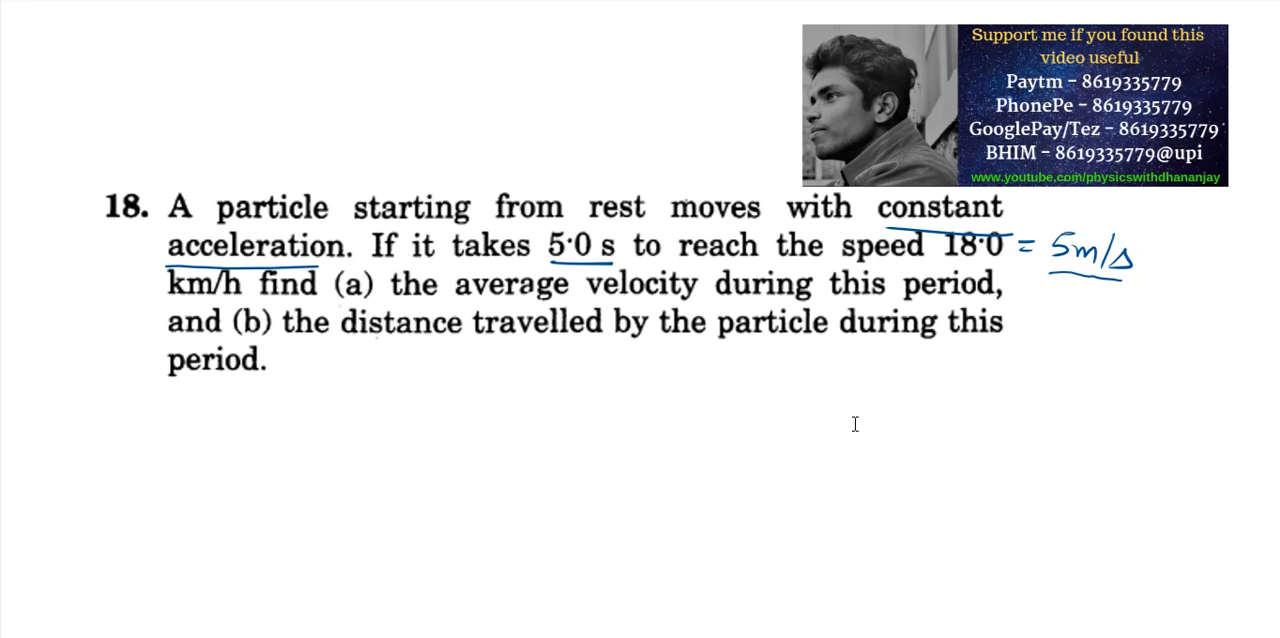 Support me if you found this
video useful
Paytm - 8619335779
PhonePe - 8619335779
GooglePay/Tez - 8619335779
BHIM - 8619335779@upi
www.youtube.com/physicswithdhananjay
18. A particle starting from rest moves with constant
acceleration. If it takes 5·0 s to reach the speed 18·0 = 5m/s
km/h find (a) the average velocity during this period,
and (b) the distance travelled by the particle during this
period.